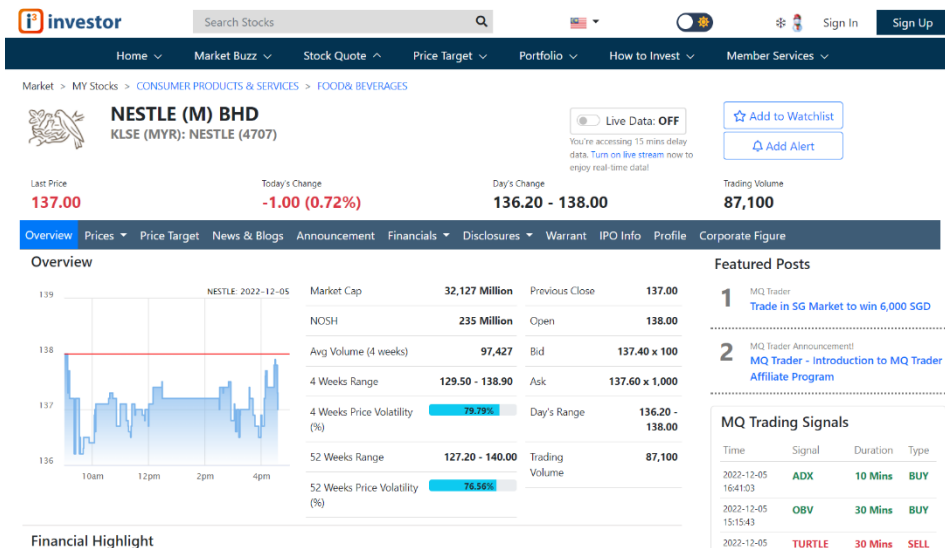 i³ investor
Search Stocks
Sign In
Sign Up
Home
Market Buzz
Stock Quote
Price Target
Portfolio
How to Invest
Member Services
Market > MY Stocks > CONSUMER PRODUCTS & SERVICES > FOOD& BEVERAGES
NESTLE (M) BHD
KLSE (MYR): NESTLE (4707)
Live Data: OFF
You're accessing 15 mins delay
data. Turn on live stream now to
enjoy real-time data!
Add to Watchlist
Add Alert
Last Price
137.00
Today's Change
-1.00 (0.72%)
Day's Change
136.20 - 138.00
Trading Volume
87,100
Overview Prices Price Target News & Blogs Announcement Financials Disclosures Warrant IPO Info Profile Corporate Figure
Overview
NESTLE: 2022-12-05
139
138
137
136
10am 12pm 2pm 4pm
Market Cap 32,127 Million
NOSH 235 Million
Avg Volume (4 weeks) 97,427
4 Weeks Range 129.50 - 138.90
4 Weeks Price Volatility 79.79%
(%)
52 Weeks Range 127.20 - 140.00
52 Weeks Price Volatility 76.56%
(%)
Previous Close 137.00
Open 138.00
Bid 137.40 x 100
Ask 137.60 x 1,000
Day's Range 136.20 -
138.00
Trading 87,100
Volume
Featured Posts
1 MQ Trader
Trade in SG Market to win 6,000 SGD
2 MQ Trader Announcement!
MQ Trader - Introduction to MQ Trader
Affiliate Program
MQ Trading Signals
Time Signal Duration Type
2022-12-05 ADX 10 Mins BUY
16:41:03
2022-12-05 OBV 30 Mins BUY
15:15:43
2022-12-05 TURTLE 30 Mins SELL
Financial Highlight